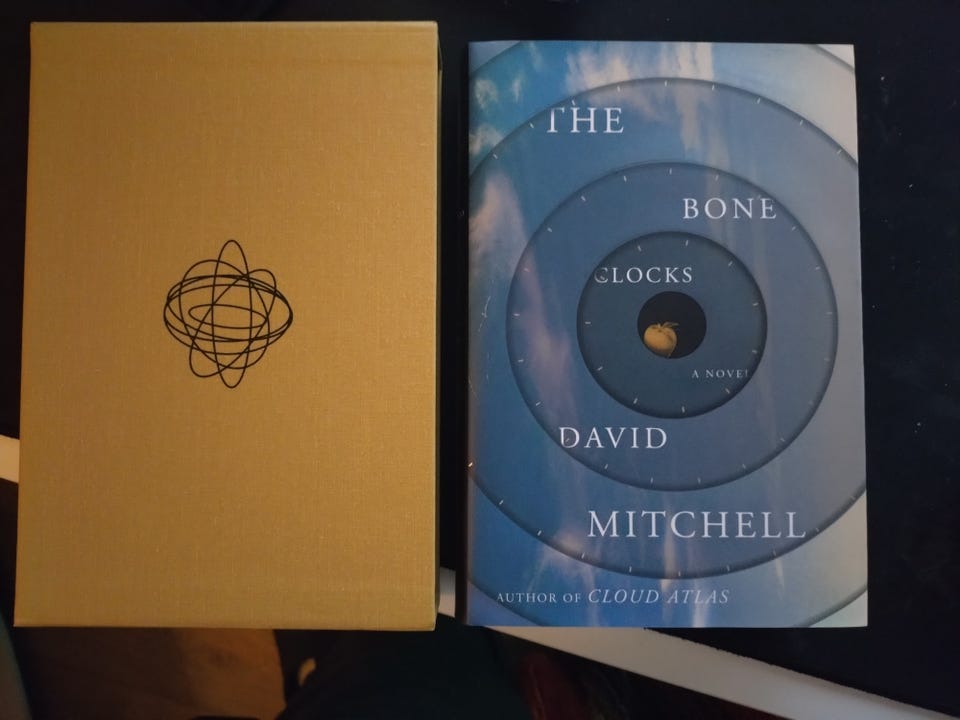 THE
BONE
CLOCKS
A NOVEL
DAVID
MITCHELL
AUTHOR OF CLOUD ATLAS